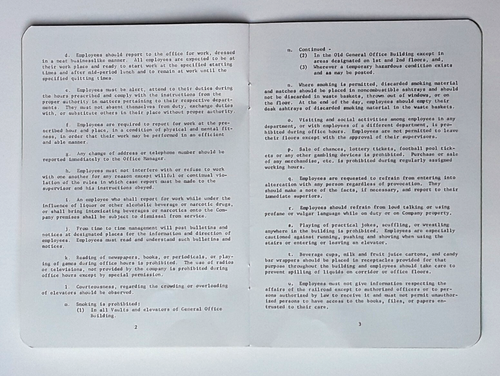 d. Employees should report to the office for work, dressed
in a neat businesslike manner. All employees are expected to be at
their work place and ready to start work at the specified starting
times and after mid-period lunch and to remain at work until the
specified quitting times.
e. Employees must be alert, attend to their duties during
the hours prescribed and comply with the instructions from the
proper authority in matters pertaining to their respective depart-
ments. They must not absent themselves from duty, exchange duties
with, or substitute others in their place without proper authority.
f. Employees are required to report for work at the pre-
scribed hour and place, in a condition of physical and mental fit-
ness, in order that work may be performed in an efficient
and able manner.
g. Any change of address or telephone number should be
reported immediately to the Office Manager.
h. Employees must not interfere with or refuse to work
with one another for any reason except willful or continual vio-
lation of the rules in which case report must be made to the
supervisor and his instructions obeyed.
i. An employee who shall report for work while under the
influence of liquor or other alcoholic beverage or narcotic drugs,
or shall bring intoxicating beverages or narcotics onto the Com-
pany premises shall be subject to dismissal from service.
j. From time to time management will post bulletins and
notices at designated places for the information and direction of
employees. Employees must read and understand such bulletins and
notices.
k. Reading of newspapers, books, or periodicals, or play-
ing of games during office hours is prohibited. The use of radios
or televisions, not provided by the company is prohibited during
office hours except by special permission.
l. Courteousness, regarding the crowding or overloading
of elevators should be observed.
Smoking is prohibited:
(1) In all Vaults and elevators of General Office
Building
2
Continued -
(2) In the Old General Office Building except in
areas designated on 1st and 2nd floors, and,
(3) Wherever a temporary hazardous condition exists
and as may be posted.
n. Where smoking is permitted, discarded smoking material
and matches should be placed in noncombustible ashtrays and should
not be discarded in waste baskets, thrown out of windows, or on
the floor. At the end of the day, employees should empty their
desk ashtrays of discarded smoking material in the waste baskets.
o. Visiting and social activities among employees in any
department, or with employees of a different department, is pro-
hibited during office hours. Employees are not permitted to leave
their floors except with the approval of their supervisors.
p. Sale of chances, lottery tickets, football pool tick-
ets or any other gambling devices is prohibited. Purchase or sale
of any merchandise, etc. is prohibited during regularly assigned
working hours.
q. Employees are requested to refrain from entering into
altercation with any person regardless of provocation. They
should make a note of the facts, if necessary, and report to their
immediate superiors.
r. Employees should refrain from loud talking or using
profane or vulgar language while on duty or on Company property.
s. Playing of practical jokes, scuffling, or wrestling
anywhere in the building is prohibited. Employees are especially
cautioned against running, pushing and shoving when using the
stairs or entering or leaving an elevator.
t. Beverage cups, milk and fruit juice cartons, and candy
bar wrappers should be placed in receptacles provided for that
purpose throughout the building and employees should take care to
prevent spilling of liquids on corridor or office floors.
u. Employees must not give information respecting the
affairs of the railroad except to authorized officers or to per-
sons authorized by law to receive it and must not permit unauthor-
ized persons to have access to the books, files, or papers en-
trusted to their care.
3